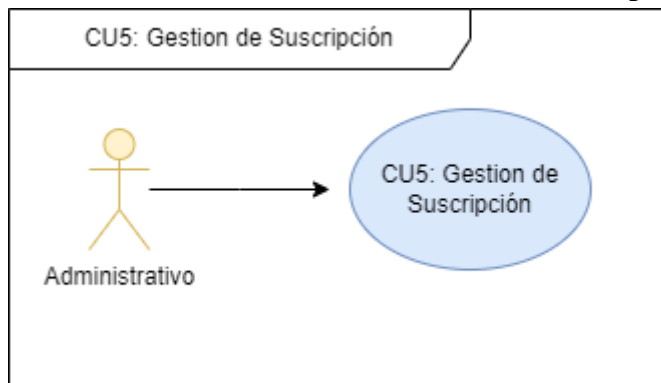 CU5: Gestion de Suscripción
CU5: Gestion de
Suscripción
Administrativo